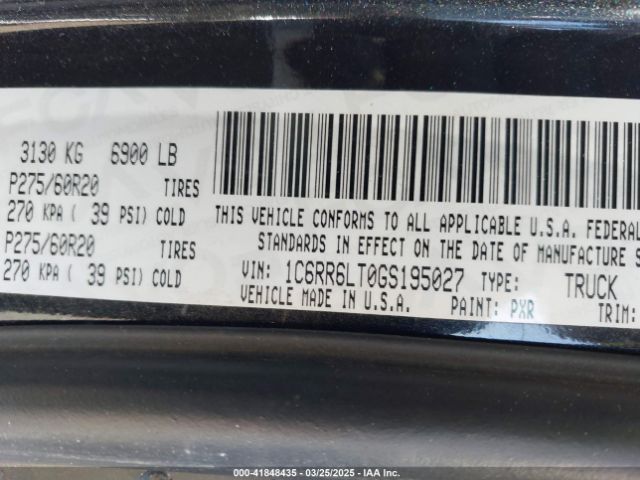 3130 KG 6900 LB
P275/60R20 TIRES
270 KPA ( 39 PSI) COLD
P275/60R20 TIRES
270 KPA ( 39 PSI) COLD
THIS VEHICLE CONFORMS TO ALL APPLICABLE U.S.A. FEDERAL
STANDARDS IN EFFECT ON THE DATE OF MANUFACTURE S
VIN: 1C6RR6LT0GS195027 TYPE: TRUCK
VEHICLE MADE IN U.S.A. PAINT: PXR TRIM:
000-41848435 — 03/25/2025 — IAA Inc.